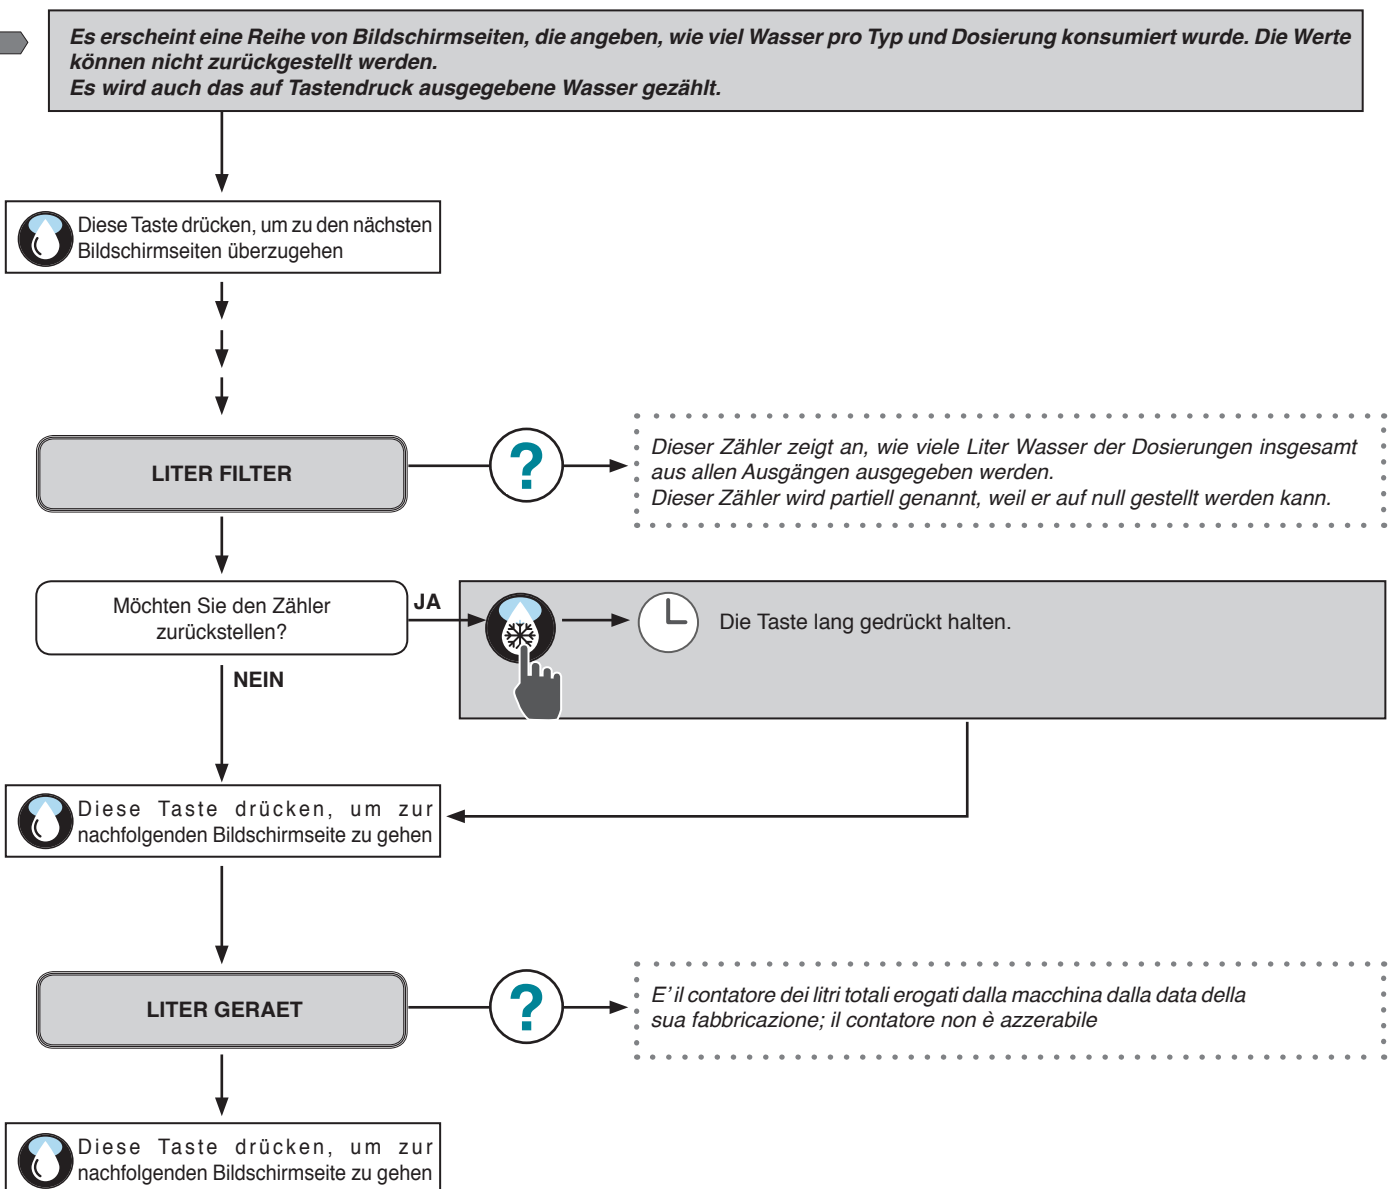 Es erscheint eine Reihe von Bildschirmseiten, die angeben, wie viel Wasser pro Typ und Dosierung konsumiert wurde. Die Werte
können nicht zurückgestellt werden.
Es wird auch das auf Tastendruck ausgegebene Wasser gezählt.
Diese Taste drücken, um zu den nächsten
Bildschirmseiten überzugehen
LITER FILTER
?
Dieser Zähler zeigt an, wie viele Liter Wasser der Dosierungen insgesamt
aus allen Ausgängen ausgegeben werden.
Dieser Zähler wird partiell genannt, weil er auf null gestellt werden kann.
Möchten Sie den Zähler
zurückstellen?
JA
Die Taste lang gedrückt halten.
NEIN
Diese Taste drücken, um zur
nachfolgenden Bildschirmseite zu gehen
LITER GERAET
?
E' il contatore dei litri totali erogati dalla macchina dalla data della
sua fabbricazione; il contatore non è azzerabile
Diese Taste drücken, um zur
nachfolgenden Bildschirmseite zu gehen